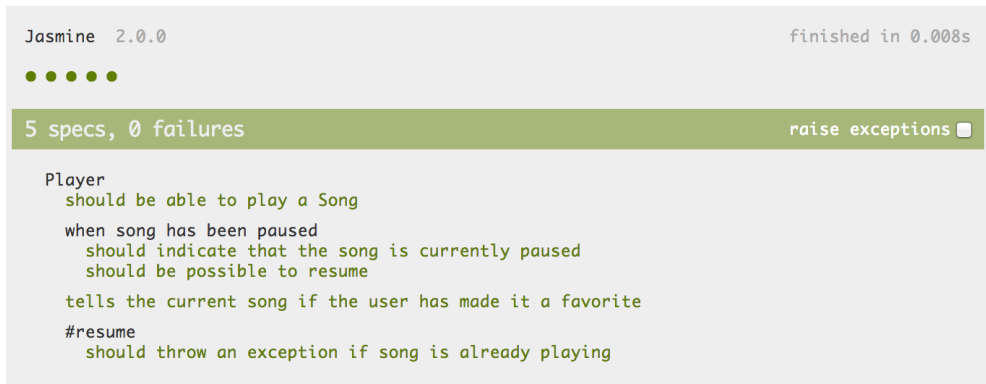 Jasmine 2.0.0 finished in 0.008s
5 specs, 0 failures raise exceptions
Player
should be able to play a Song
when song has been paused
should indicate that the song is currently paused
should be possible to resume
tells the current song if the user has made it a favorite
#resume
should throw an exception if song is already playing